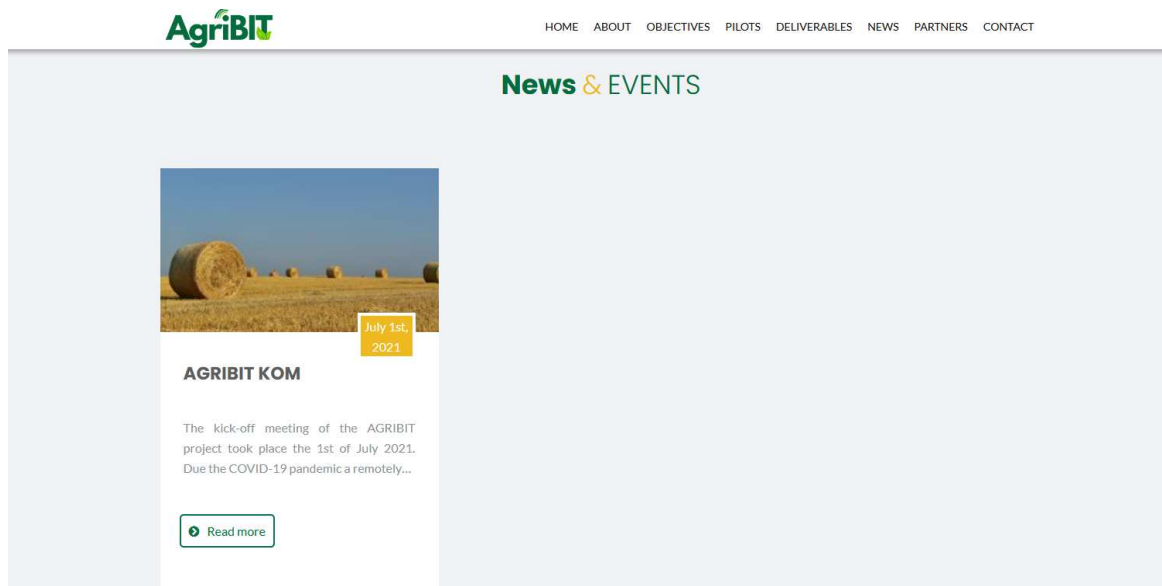 AgriBIT
HOME ABOUT OBJECTIVES PILOTS DELIVERABLES NEWS PARTNERS CONTACT
News & EVENTS
July 1st,
2021
AGRIBIT KOM
The kick-off meeting of the AGRIBIT
project took place the 1st of July 2021.
Due the COVID-19 pandemic a remotely...
Read more